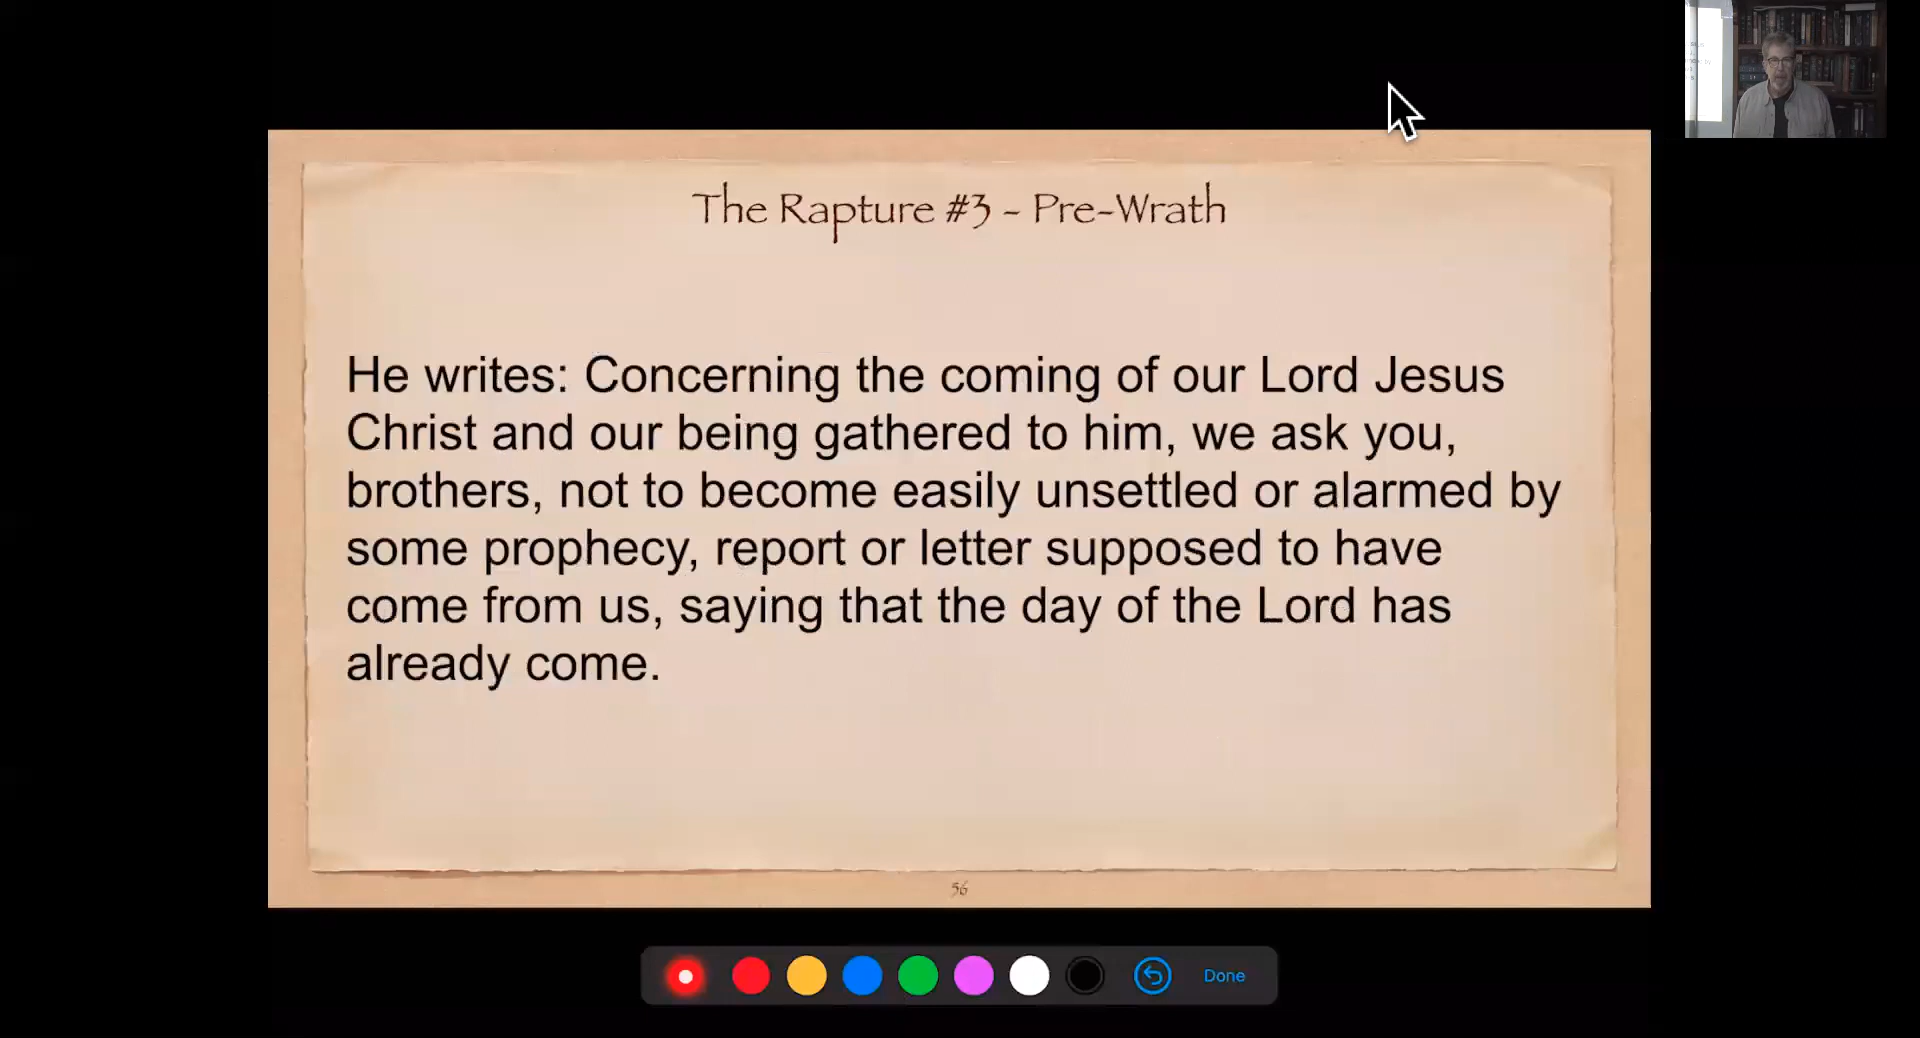 The Rapture #3 - Pre-Wrath
He writes: Concerning the coming of our Lord Jesus
Christ and our being gathered to him, we ask you,
brothers, not to become easily unsettled or alarmed by
some prophecy, report or letter supposed to have
come from us, saying that the day of the Lord has
already come.
56
Done